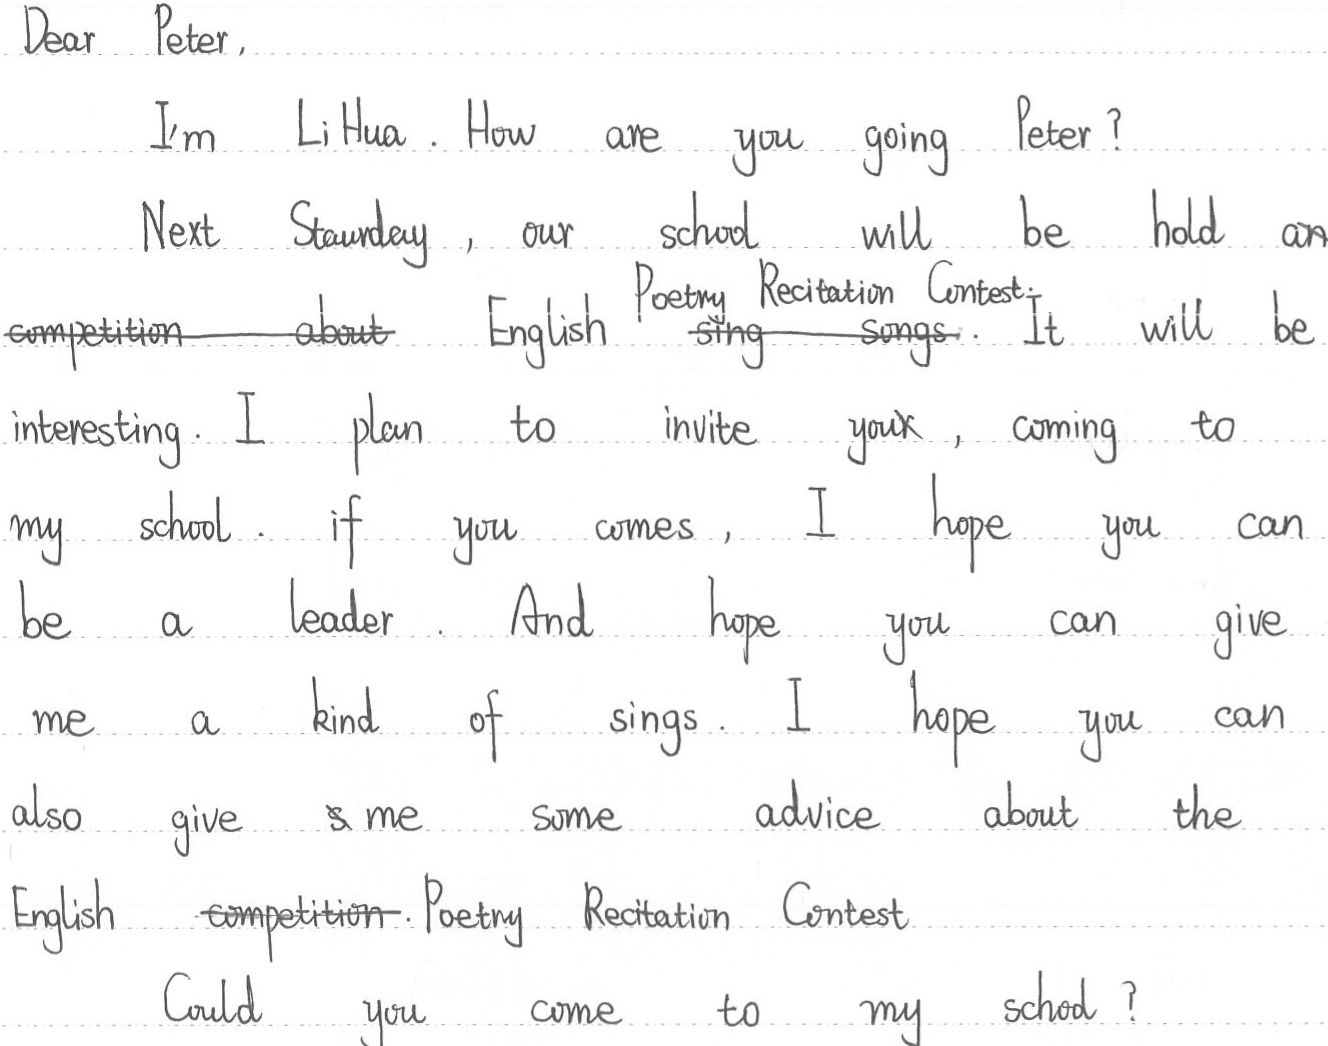 Dear Peter,
I'm Li Hua. How are you going Peter?
Next Staurday, our school will be hold an
Poetry Recitation Contest.
competition about English sing songs. It will be
interesting. I plan to invite you, coming to
my school. if you comes, I hope you can
be a leader. And hope you can give
me a kind of sings. I hope you can
also give me some advice about the
English competition. Poetry Recitation Contest
Could you come to my school?